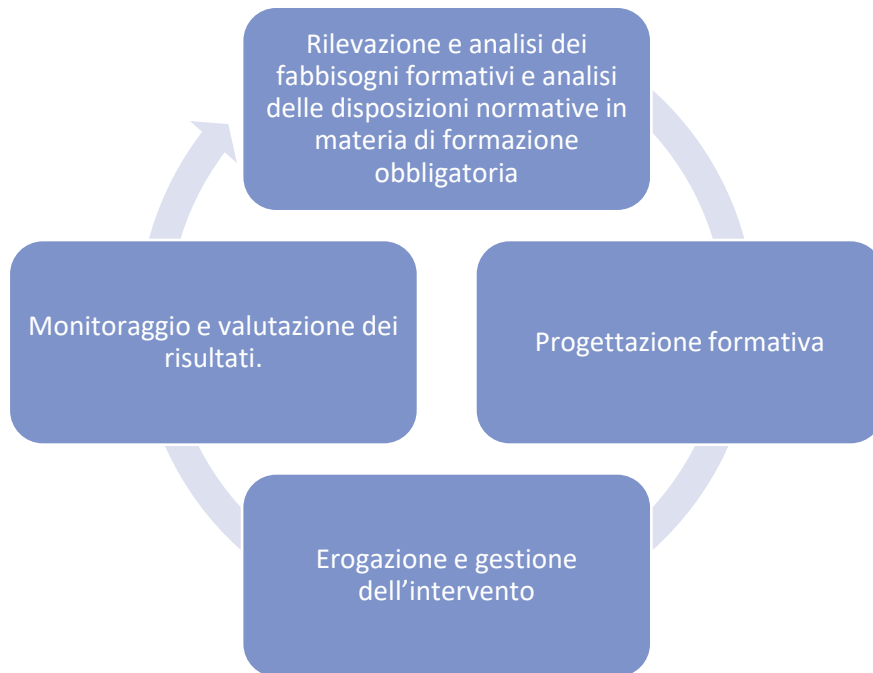 Rilevazione e analisi dei
fabbisogni formativi e analisi
delle disposizioni normative in
materia di formazione
obbligatoria
Progettazione formativa
Erogazione e gestione
dell’intervento
Monitoraggio e valutazione dei
risultati.